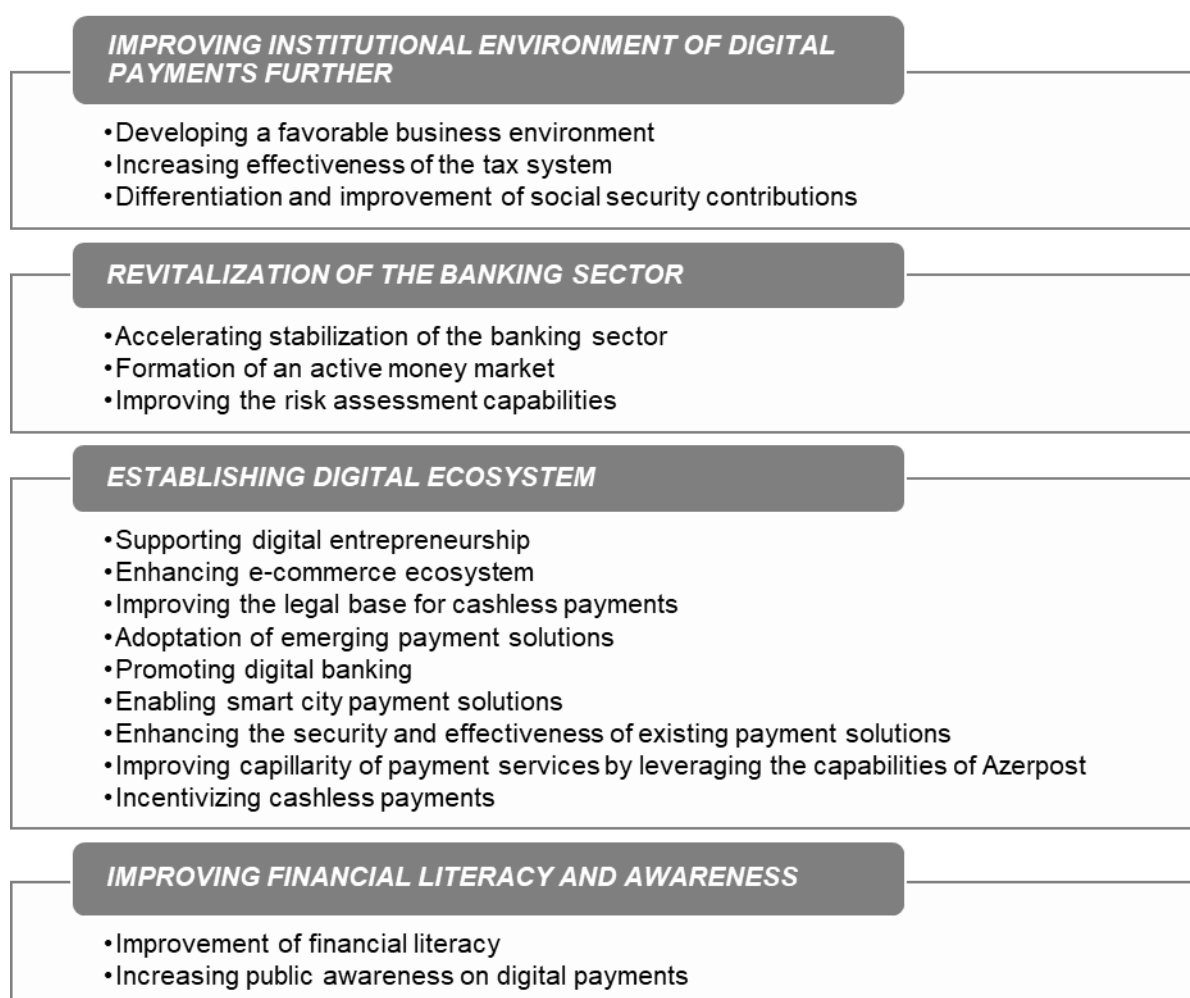 IMPROVING INSTITUTIONAL ENVIRONMENT OF DIGITAL
PAYMENTS FURTHER
•Developing a favorable business environment
•Increasing effectiveness of the tax system
•Differentiation and improvement of social security contributions
REVITALIZATION OF THE BANKING SECTOR
•Accelerating stabilization of the banking sector
•Formation of an active money market
•Improving the risk assessment capabilities
ESTABLISHING DIGITAL ECOSYSTEM
•Supporting digital entrepreneurship
•Enhancing e-commerce ecosystem
•Improving the legal base for cashless payments
•Adoptation of emerging payment solutions
•Promoting digital banking
•Enabling smart city payment solutions
•Enhancing the security and effectiveness of existing payment solutions
•Improving capillarity of payment services by leveraging the capabilities of Azerpost
•Incentivizing cashless payments
IMPROVING FINANCIAL LITERACY AND AWARENESS
•Improvement of financial literacy
•Increasing public awareness on digital payments